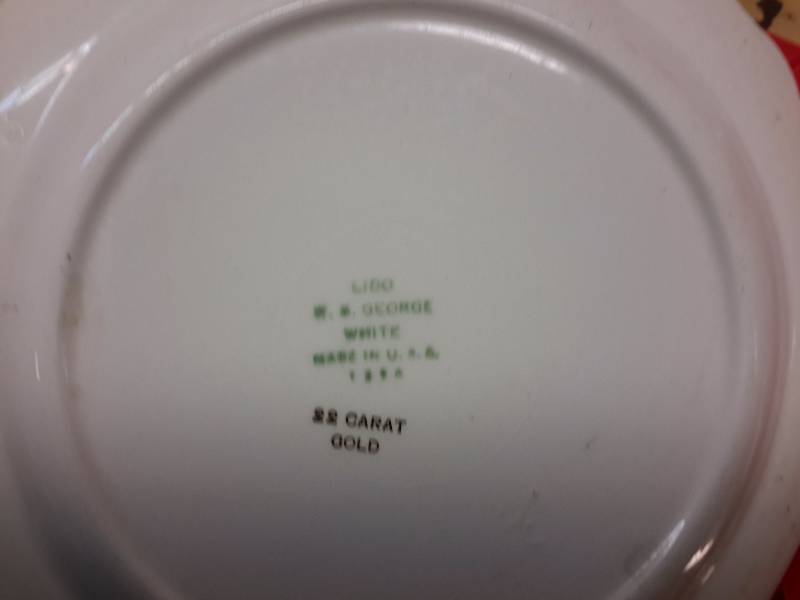 LIDO
W. S. GEORGE
WHITE
MADE IN U. S. A.
22 CARAT
GOLD